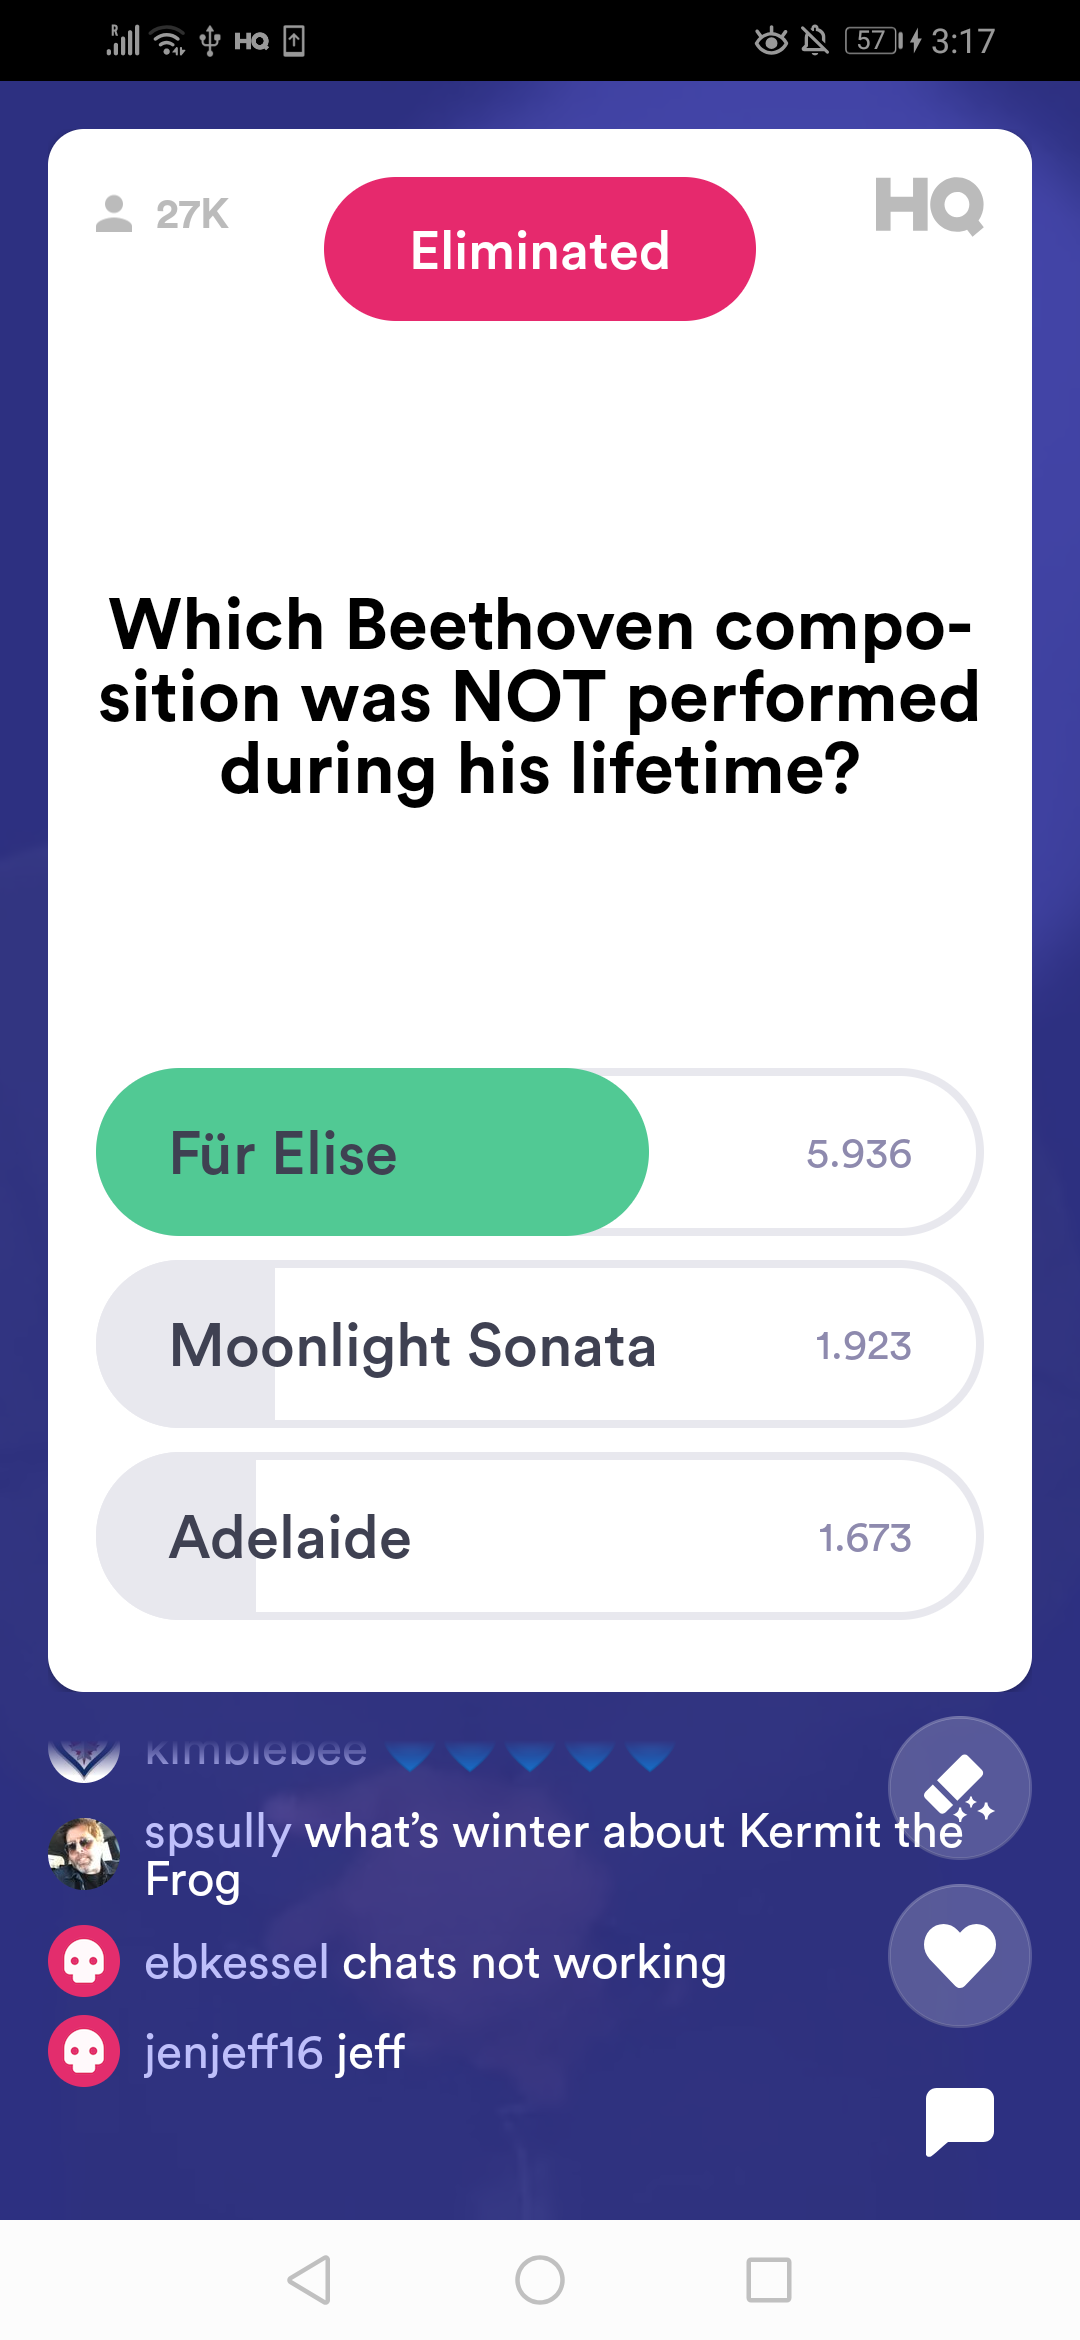 R HQ 57 3:17
27K Eliminated HQ
Which Beethoven compo-
sition was NOT performed
during his lifetime?
Für Elise 5.936
Moonlight Sonata 1.923
Adelaide 1.673
kimblebee
spsully what’s winter about Kermit the
Frog
ebkessel chats not working
jenjeff16 jeff